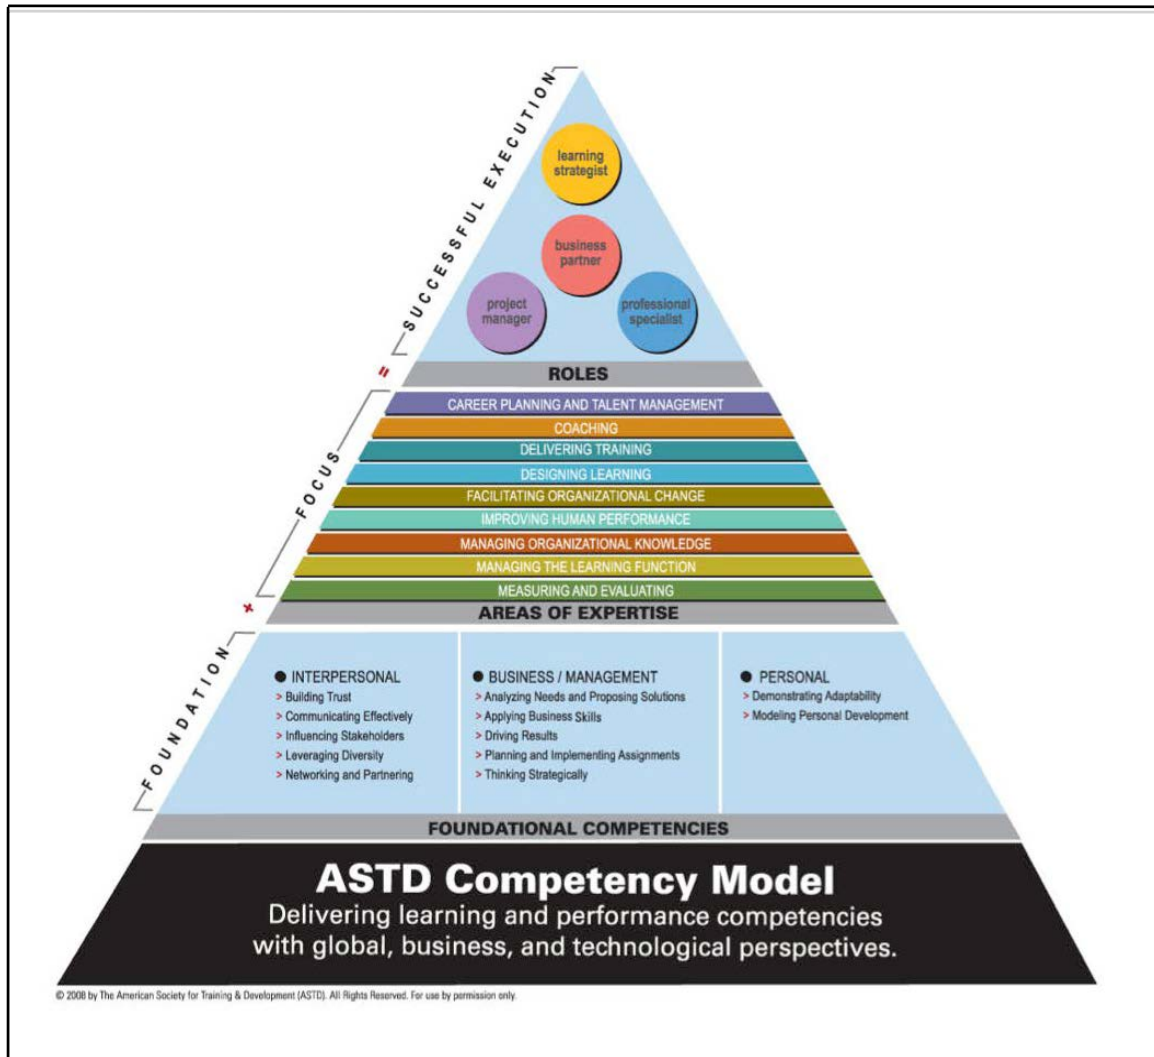 SUCCESSFUL EXECUTION
learning
strategist
business
partner
project
manager
professional
specialist
=
ROLES
FOCUS
CAREER PLANNING AND TALENT MANAGEMENT
COACHING
DELIVERING TRAINING
DESIGNING LEARNING
FACILITATING ORGANIZATIONAL CHANGE
IMPROVING HUMAN PERFORMANCE
MANAGING ORGANIZATIONAL KNOWLEDGE
MANAGING THE LEARNING FUNCTION
MEASURING AND EVALUATING
+
AREAS OF EXPERTISE
FOUNDATION
● INTERPERSONAL
> Building Trust
> Communicating Effectively
> Influencing Stakeholders
> Leveraging Diversity
> Networking and Partnering
● BUSINESS / MANAGEMENT
> Analyzing Needs and Proposing Solutions
> Applying Business Skills
> Driving Results
> Planning and Implementing Assignments
> Thinking Strategically
● PERSONAL
> Demonstrating Adaptability
> Modeling Personal Development
FOUNDATIONAL COMPETENCIES
ASTD Competency Model
Delivering learning and performance competencies
with global, business, and technological perspectives.
© 2008 by The American Society for Training & Development (ASTD). All Rights Reserved. For use by permission only.